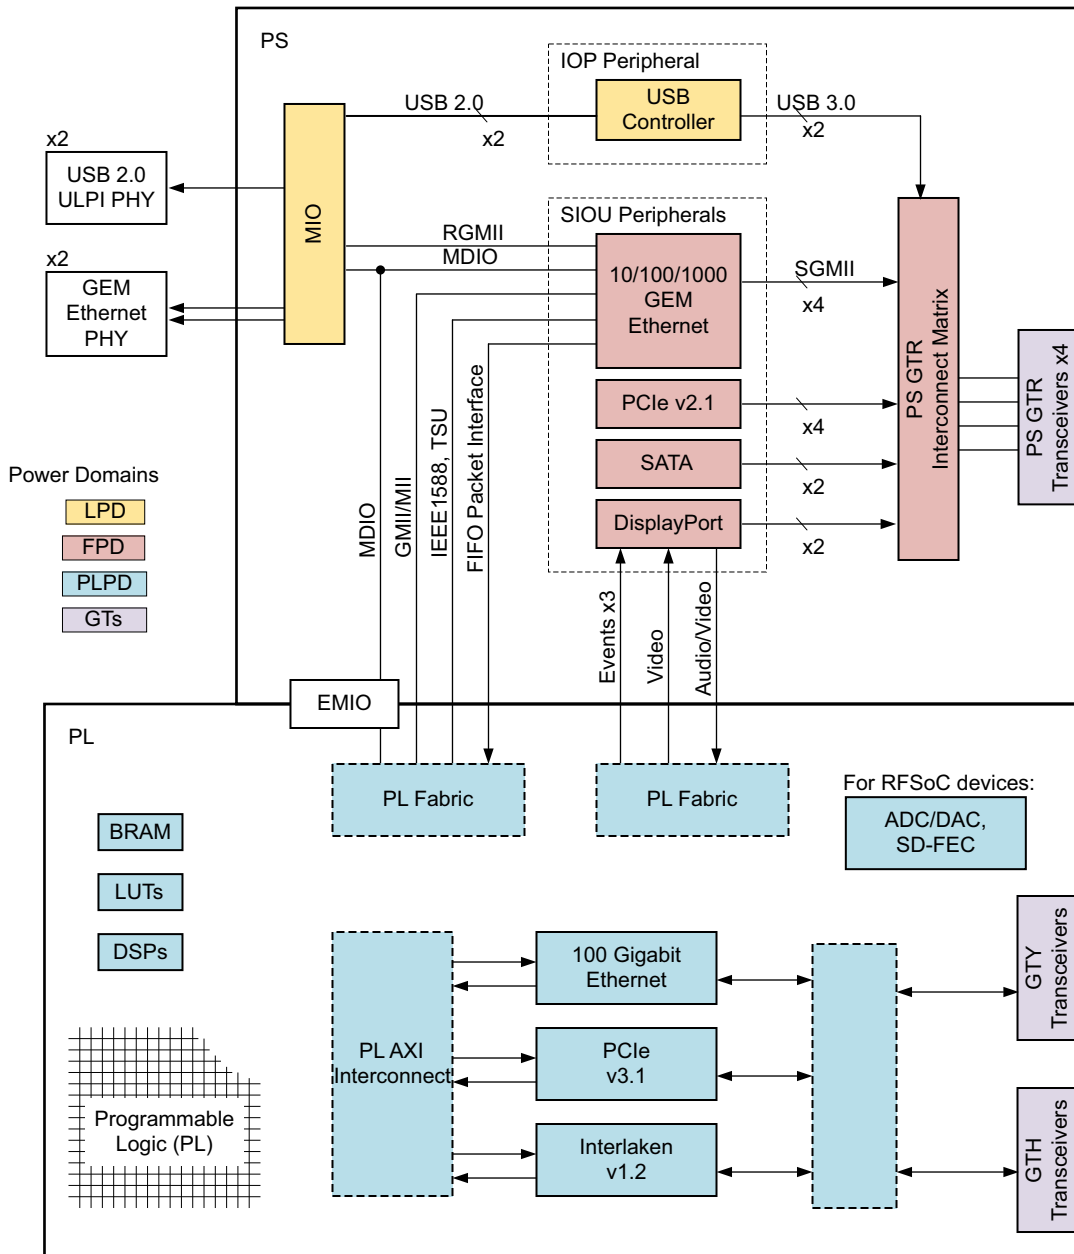 PS
IOP Peripheral
USB
Controller
USB 2.0
x2
USB 3.0
x2
x2
USB 2.0
ULPI PHY
MIO
x2
GEM
Ethernet
PHY
SIOU Peripherals
RGMII
MDIO
10/100/1000
GEM
Ethernet
SGMII
x4
PCIe v2.1
x4
SATA
x2
DisplayPort
x2
PS GTR
Interconnect Matrix
PS GTR
Transceivers x4
Power Domains
LPD
FPD
PLPD
GTs
MDIO
GMII/MII
IEEE1588, TSU
FIFO Packet Interface
Events x3
Video
Audio/Video
EMIO
PL
PL Fabric
PL Fabric
For RFSoC devices:
ADC/DAC,
SD-FEC
BRAM
LUTs
DSPs
Programmable
Logic (PL)
PL AXI
Interconnect
100 Gigabit
Ethernet
PCIe
v3.1
Interlaken
v1.2
GTY
Transceivers
GTH
Transceivers